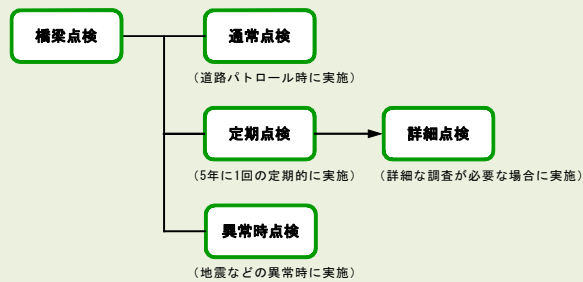 橋梁点検
通常点検
(道路パトロール時に実施)
定期点検
詳細点検
(5年に1回の定期的に実施)
(詳細な調査が必要な場合に実施)
異常時点検
(地震などの異常時に実施)